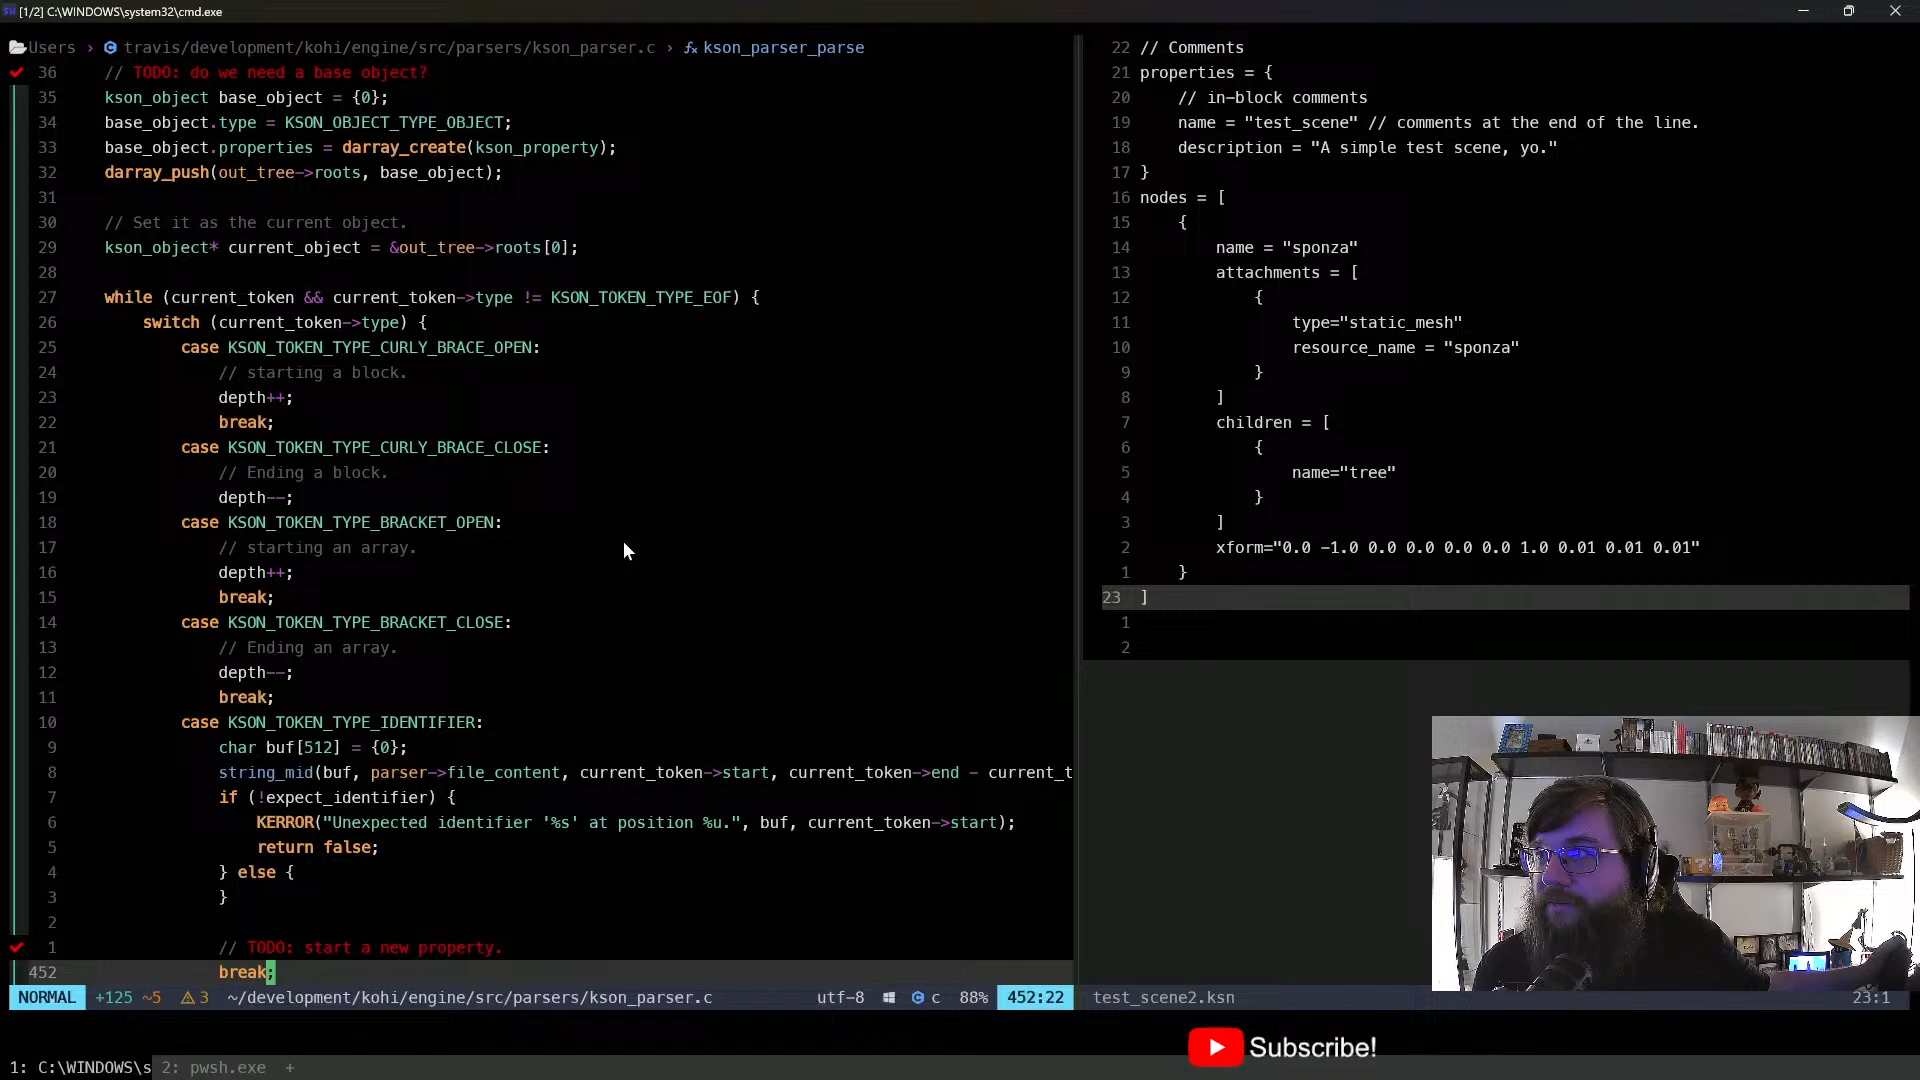 [1/2] C:\WINDOWS\system32\cmd.exe
Users › travis/development/kohi/engine/src/parsers/kson_parser.c › kson_parser_parse
36 // TODO: do we need a base object?
35 kson_object base_object = {0};
34 base_object.type = KSON_OBJECT_TYPE_OBJECT;
33 base_object.properties = darray_create(kson_property);
32 darray_push(out_tree->roots, base_object);
31
30 // Set it as the current object.
29 kson_object* current_object = &out_tree->roots[0];
28
27 while (current_token && current_token->type != KSON_TOKEN_TYPE_EOF) {
26 switch (current_token->type) {
25 case KSON_TOKEN_TYPE_CURLY_BRACE_OPEN:
24 // starting a block.
23 depth++;
22 break;
21 case KSON_TOKEN_TYPE_CURLY_BRACE_CLOSE:
20 // Ending a block.
19 depth--;
18 case KSON_TOKEN_TYPE_BRACKET_OPEN:
17 // starting an array.
16 depth++;
15 break;
14 case KSON_TOKEN_TYPE_BRACKET_CLOSE:
13 // Ending an array.
12 depth--;
11 break;
10 case KSON_TOKEN_TYPE_IDENTIFIER:
9 char buf[512] = {0};
8 string_mid(buf, parser->file_content, current_token->start, current_token->end - current_t
7 if (!expect_identifier) {
6 KERROR("Unexpected identifier '%s' at position %u.", buf, current_token->start);
5 return false;
4 } else {
3 }
2
1 // TODO: start a new property.
452 break;
NORMAL +125 ~5 3 ~/development/kohi/engine/src/parsers/kson_parser.c utf-8 c 88% 452:22
22 // Comments
21 properties = {
20 // in-block comments
19 name = "test_scene" // comments at the end of the line.
18 description = "A simple test scene, yo."
17 }
16 nodes = [
15 {
14 name = "sponza"
13 attachments = [
12 {
11 type="static_mesh"
10 resource_name = "sponza"
9 }
8 ]
7 children = [
6 {
5 name="tree"
4 }
3 ]
2 xform="0.0 -1.0 0.0 0.0 0.0 0.0 1.0 0.01 0.01 0.01"
1 }
23 ]
1
2
test_scene2.ksn 23:1
Subscribe!
1: C:\WINDOWS\s 2: pwsh.exe +